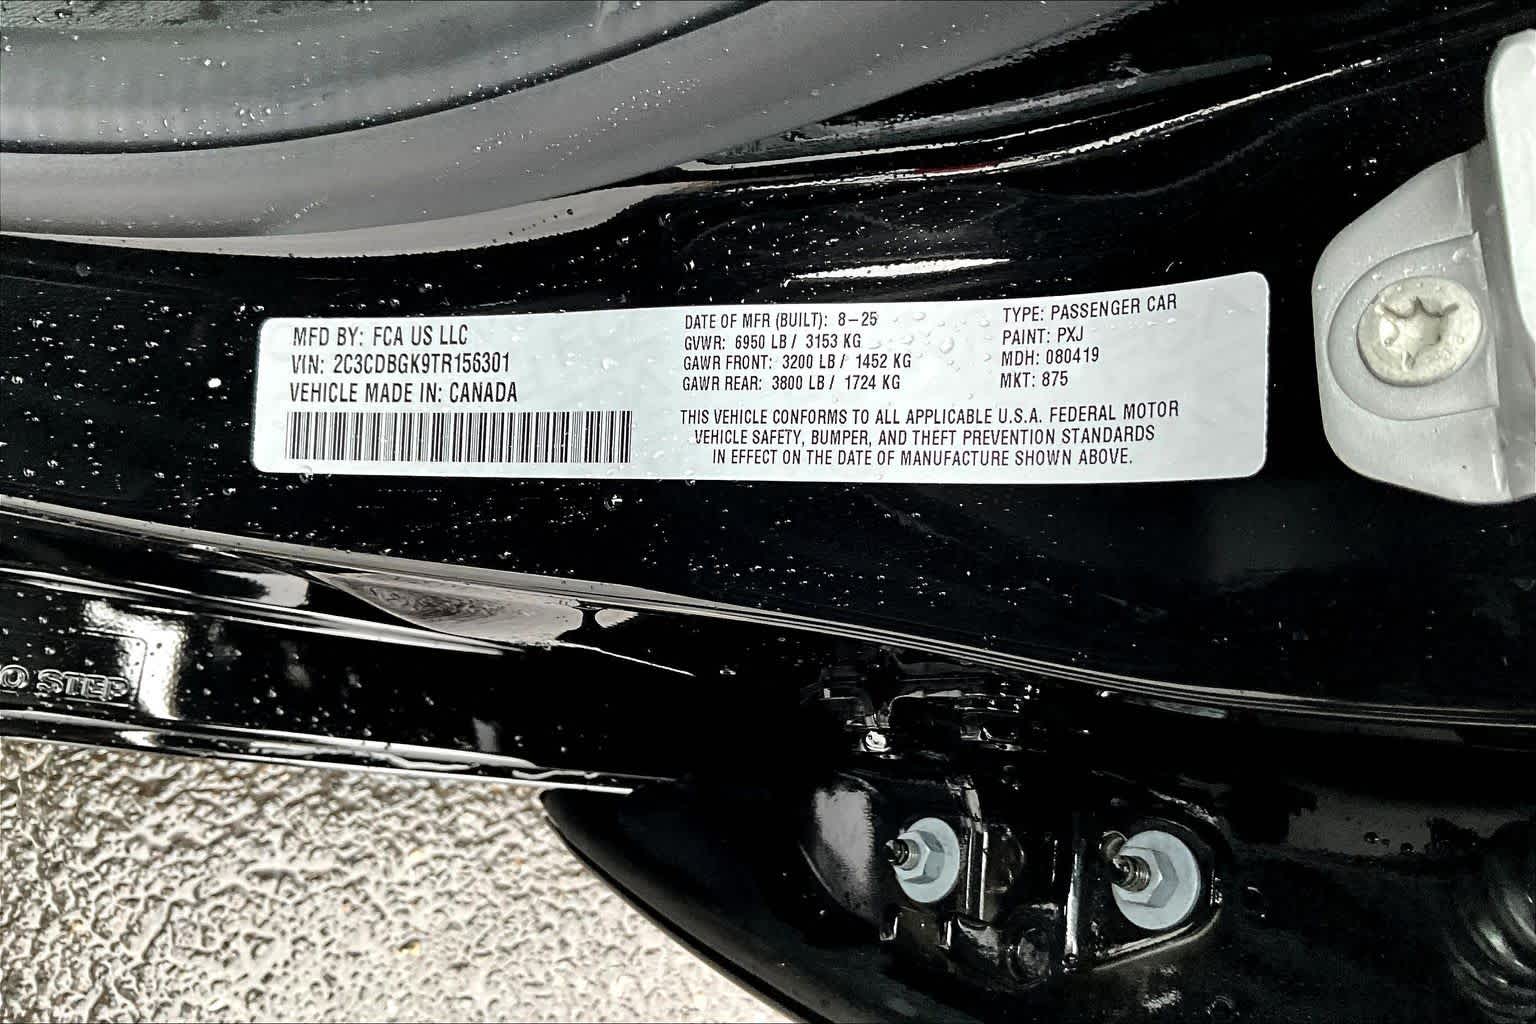 MFD BY: FCA US LLC
VIN: 2C3CDBGK9TR156301
VEHICLE MADE IN: CANADA
DATE OF MFR (BUILT): 8-25
GVWR: 6950 LB / 3153 KG
GAWR FRONT: 3200 LB / 1452 KG
GAWR REAR: 3800 LB / 1724 KG
TYPE: PASSENGER CAR
PAINT: PXJ
MDH: 080419
MKT: 875
THIS VEHICLE CONFORMS TO ALL APPLICABLE U.S.A. FEDERAL MOTOR
VEHICLE SAFETY, BUMPER, AND THEFT PREVENTION STANDARDS
IN EFFECT ON THE DATE OF MANUFACTURE SHOWN ABOVE.
O STEP